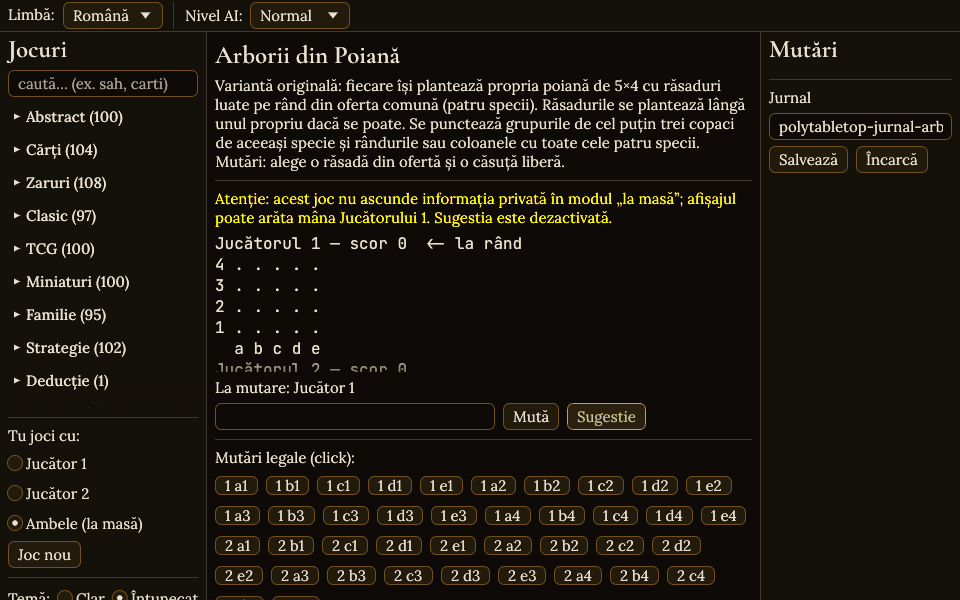 Limbă: Română ▼ Nivel AI: Normal ▼
Jocuri
caută... (ex. sah, carti)
▸ Abstract (100)
▸ Cărți (104)
▸ Zaruri (108)
▸ Clasic (97)
▸ TCG (100)
▸ Miniaturi (100)
▸ Familie (95)
▸ Strategie (102)
▸ Deducție (1)
Tu joci cu:
Jucător 1
Jucător 2
Ambele (la masă)
Joc nou
Temă: Clar Întunecat
Arborii din Poiană
Variantă originală: fiecare își plantează propria poiană de 5×4 cu răsaduri
luate pe rând din oferta comună (patru specii). Răsadurile se plantează lângă
unul propriu dacă se poate. Se punctează grupurile de cel puțin trei copaci
de aceeași specie și rândurile sau coloanele cu toate cele patru specii.
Mutări: alege o răsadă din ofertă și o căsuță liberă.
Atenție: acest joc nu ascunde informația privată în modul „la masă”; afișajul
poate arăta mâna Jucătorului 1. Sugestia este dezactivată.
Jucătorul 1 — scor 0 ← la rând
4 . . . . .
3 . . . . .
2 . . . . .
1 . . . . .
a b c d e
Jucătorul 2 — scor 0
La mutare: Jucător 1
Mută Sugestie
Mutări legale (click):
1 a1 1 b1 1 c1 1 d1 1 e1 1 a2 1 b2 1 c2 1 d2 1 e2
1 a3 1 b3 1 c3 1 d3 1 e3 1 a4 1 b4 1 c4 1 d4 1 e4
2 a1 2 b1 2 c1 2 d1 2 e1 2 a2 2 b2 2 c2 2 d2
2 e2 2 a3 2 b3 2 c3 2 d3 2 e3 2 a4 2 b4 2 c4
Mutări
Jurnal
polytabletop-jurnal-arb
Salvează Încarcă